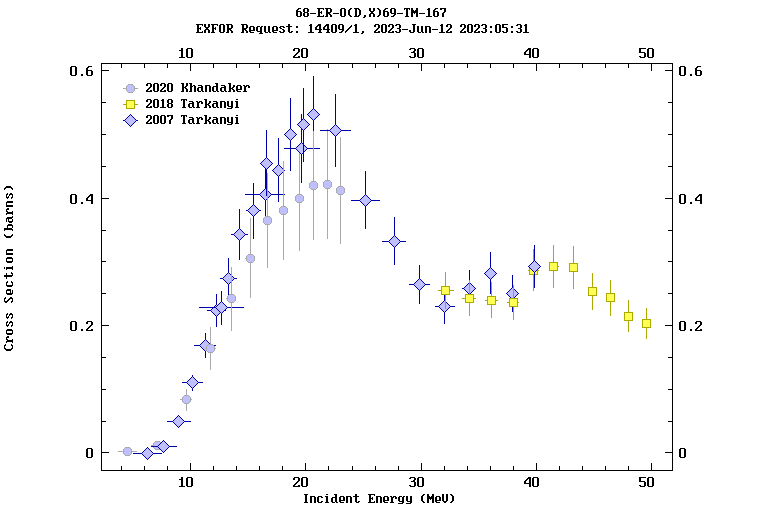 68-ER-0(D,X)69-TM-167
EXFOR Request: 14409/1, 2023-Jun-12 2023:05:31
10 20 30 40 50
0.6 0.6
2020 Khandaker
2018 Tarkanyi
2007 Tarkanyi
0.4 0.4
Cross Section (barns)
0.2 0.2
0 0
10 20 30 40 50
Incident Energy (MeV)